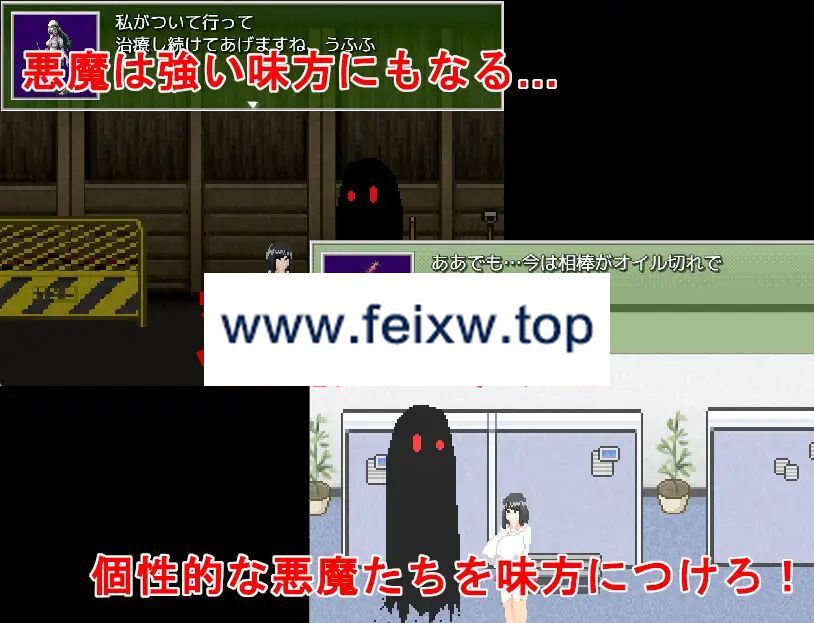 私がついて行って
治療し続けてあげますね、うふふ
悪魔は強い味方にもなる…
ああでも…今は相棒がオイル切れで
www.feixw.top
個性的な悪魔たちを味方につけろ！